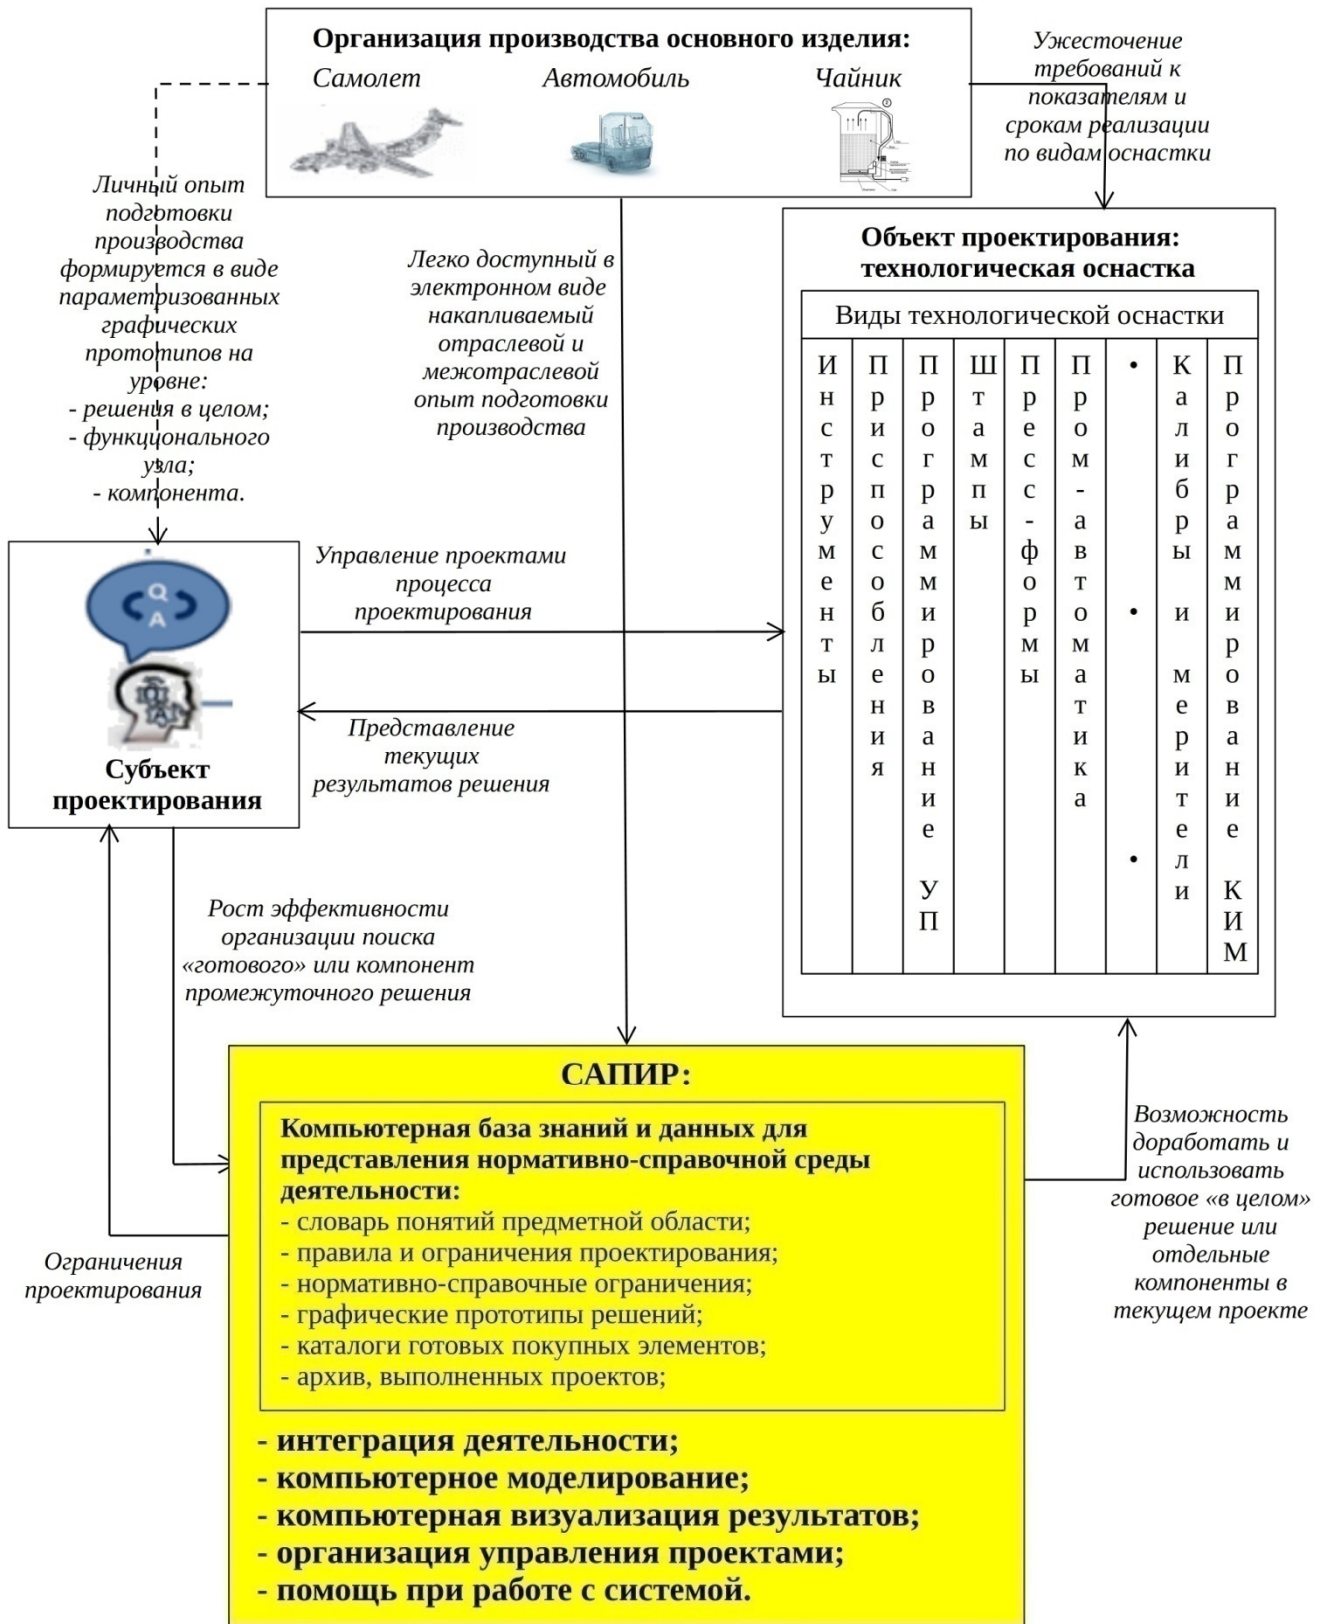 Организация производства основного изделия:
Самолет Автомобиль Чайник
Ужесточение
требований к
показателям и
срокам реализации
по видам оснастки
Личный опыт
подготовки
производства
формируется в виде
параметризованных
графических
прототипов на
уровне:
- решения в целом;
- функционального
узла;
- компонента.
Легко доступный в
электронном виде
накапливаемый
отраслевой и
межотраслевой
опыт подготовки
производства
Объект проектирования:
технологическая оснастка
Виды технологической оснастки
Инструменты
Приспособления
Программирование УП
Штампы
Пресс-формы
Пром-автоматика
• • •
Калибры и мерители
Программирование КИМ
Q
A
Субъект
проектирования
Управление проектами
процесса
проектирования
Представление
текущих
результатов решения
Рост эффективности
организации поиска
«готового» или компонент
промежуточного решения
Ограничения
проектирования
САПИР:
Компьютерная база знаний и данных для
представления нормативно-справочной среды
деятельности:
- словарь понятий предметной области;
- правила и ограничения проектирования;
- нормативно-справочные ограничения;
- графические прототипы решений;
- каталоги готовых покупных элементов;
- архив, выполненных проектов;
- интеграция деятельности;
- компьютерное моделирование;
- компьютерная визуализация результатов;
- организация управления проектами;
- помощь при работе с системой.
Возможность
доработать и
использовать
готовое «в целом»
решение или
отдельные
компоненты в
текущем проекте